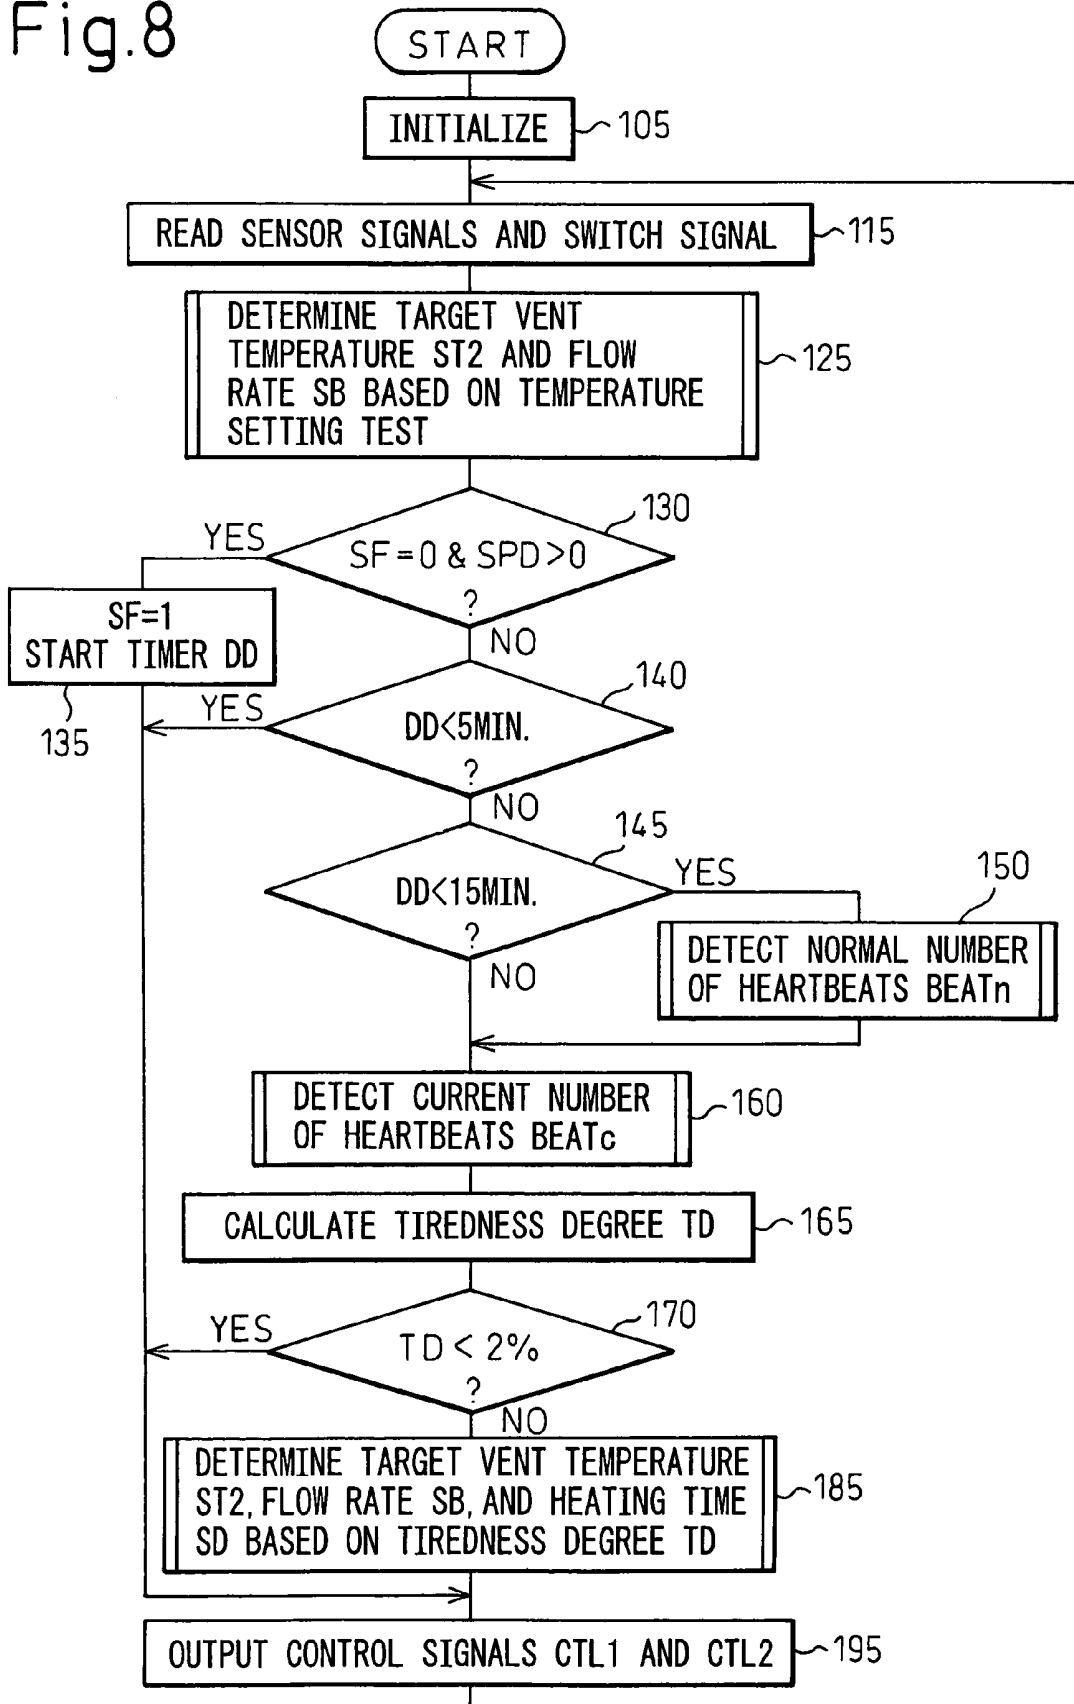 Fig.8
START
INITIALIZE
105
READ SENSOR SIGNALS AND SWITCH SIGNAL
115
DETERMINE TARGET VENT
TEMPERATURE ST2 AND FLOW
RATE SB BASED ON TEMPERATURE
SETTING TEST
125
130
YES
SF=0 & SPD>0
?
NO
SF=1
START TIMER DD
135
140
YES
DD<5MIN.
?
NO
145
DD<15MIN.
?
YES
NO
150
DETECT NORMAL NUMBER
OF HEARTBEATS BEATn
DETECT CURRENT NUMBER
OF HEARTBEATS BEATc
160
CALCULATE TIREDNESS DEGREE TD
165
170
YES
TD < 2%
?
NO
DETERMINE TARGET VENT TEMPERATURE
ST2, FLOW RATE SB, AND HEATING TIME
SD BASED ON TIREDNESS DEGREE TD
185
OUTPUT CONTROL SIGNALS CTL1 AND CTL2
195